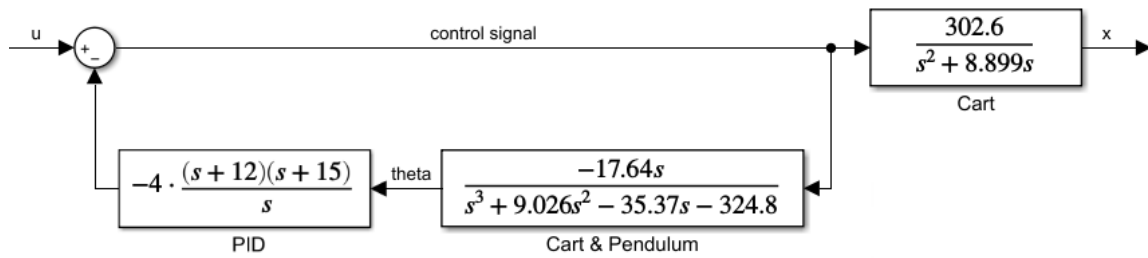 u
+
−
control signal
302.6
s² + 8.899s
x
Cart
−4 · (s + 12)(s + 15)
s
PID
theta
−17.64s
s³ + 9.026s² − 35.37s − 324.8
Cart & Pendulum